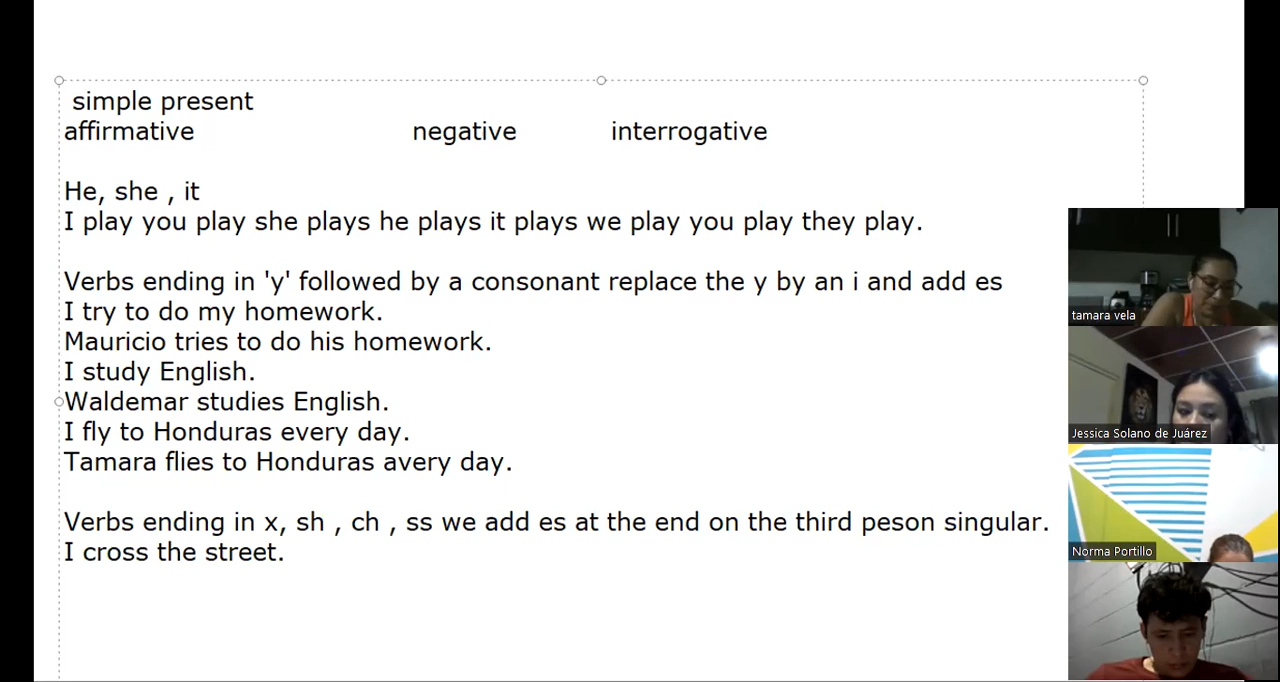 simple present
affirmative negative interrogative
He, she , it
I play you play she plays he plays it plays we play you play they play.
Verbs ending in 'y' followed by a consonant replace the y by an i and add es
I try to do my homework.
Mauricio tries to do his homework.
I study English.
Waldemar studies English.
I fly to Honduras every day.
Tamara flies to Honduras avery day.
Verbs ending in x, sh , ch , ss we add es at the end on the third peson singular.
I cross the street.
tamara vela
Jessica Solano de Juárez
Norma Portillo